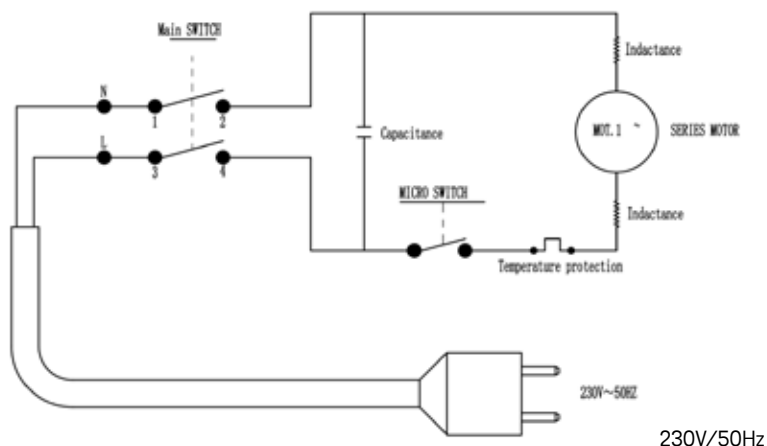 Main SWITCH
N
1
2
L
3
4
Capacitance
MICRO SWITCH
Temperature protection
Indactance
MOT.1 ~
SERIES MOTOR
Indactance
230V~50HZ
230V/50Hz